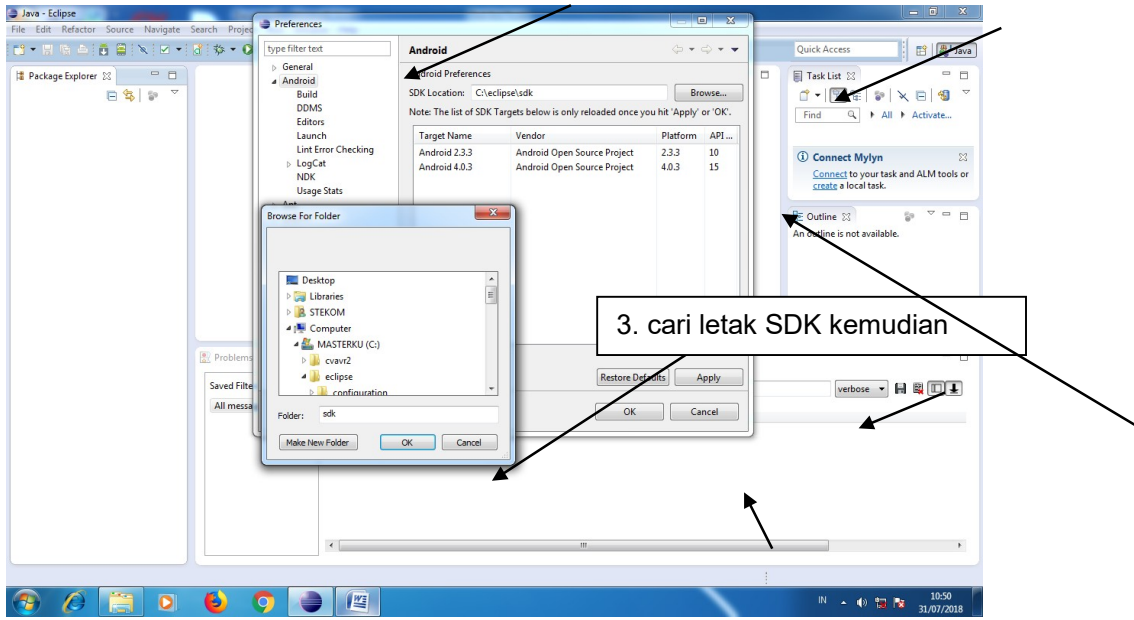 Java - Eclipse
File Edit Refactor Source Navigate Search Projec
Preferences
type filter text
General
Android
Build
DDMS
Editors
Launch
Lint Error Checking
LogCat
NDK
Usage Stats
Android
Android Preferences
SDK Location: C:\eclipse\sdk Browse...
Note: The list of SDK Targets below is only reloaded once you hit 'Apply' or 'OK'.
Target Name Vendor Platform API ...
Android 2.3.3 Android Open Source Project 2.3.3 10
Android 4.0.3 Android Open Source Project 4.0.3 15
Restore Defaults Apply
OK Cancel
Quick Access Java
Package Explorer
Task List
Find All Activate...
Connect Mylyn
Connect to your task and ALM tools or
create a local task.
Outline
An outline is not available.
Browse For Folder
Desktop
Libraries
STEKOM
Computer
MASTERKU (C:)
cvavr2
eclipse
configuration
Folder: sdk
Make New Folder OK Cancel
3. cari letak SDK kemudian
Problems
Saved Filte
All messa
verbose
IN
10:50
31/07/2018